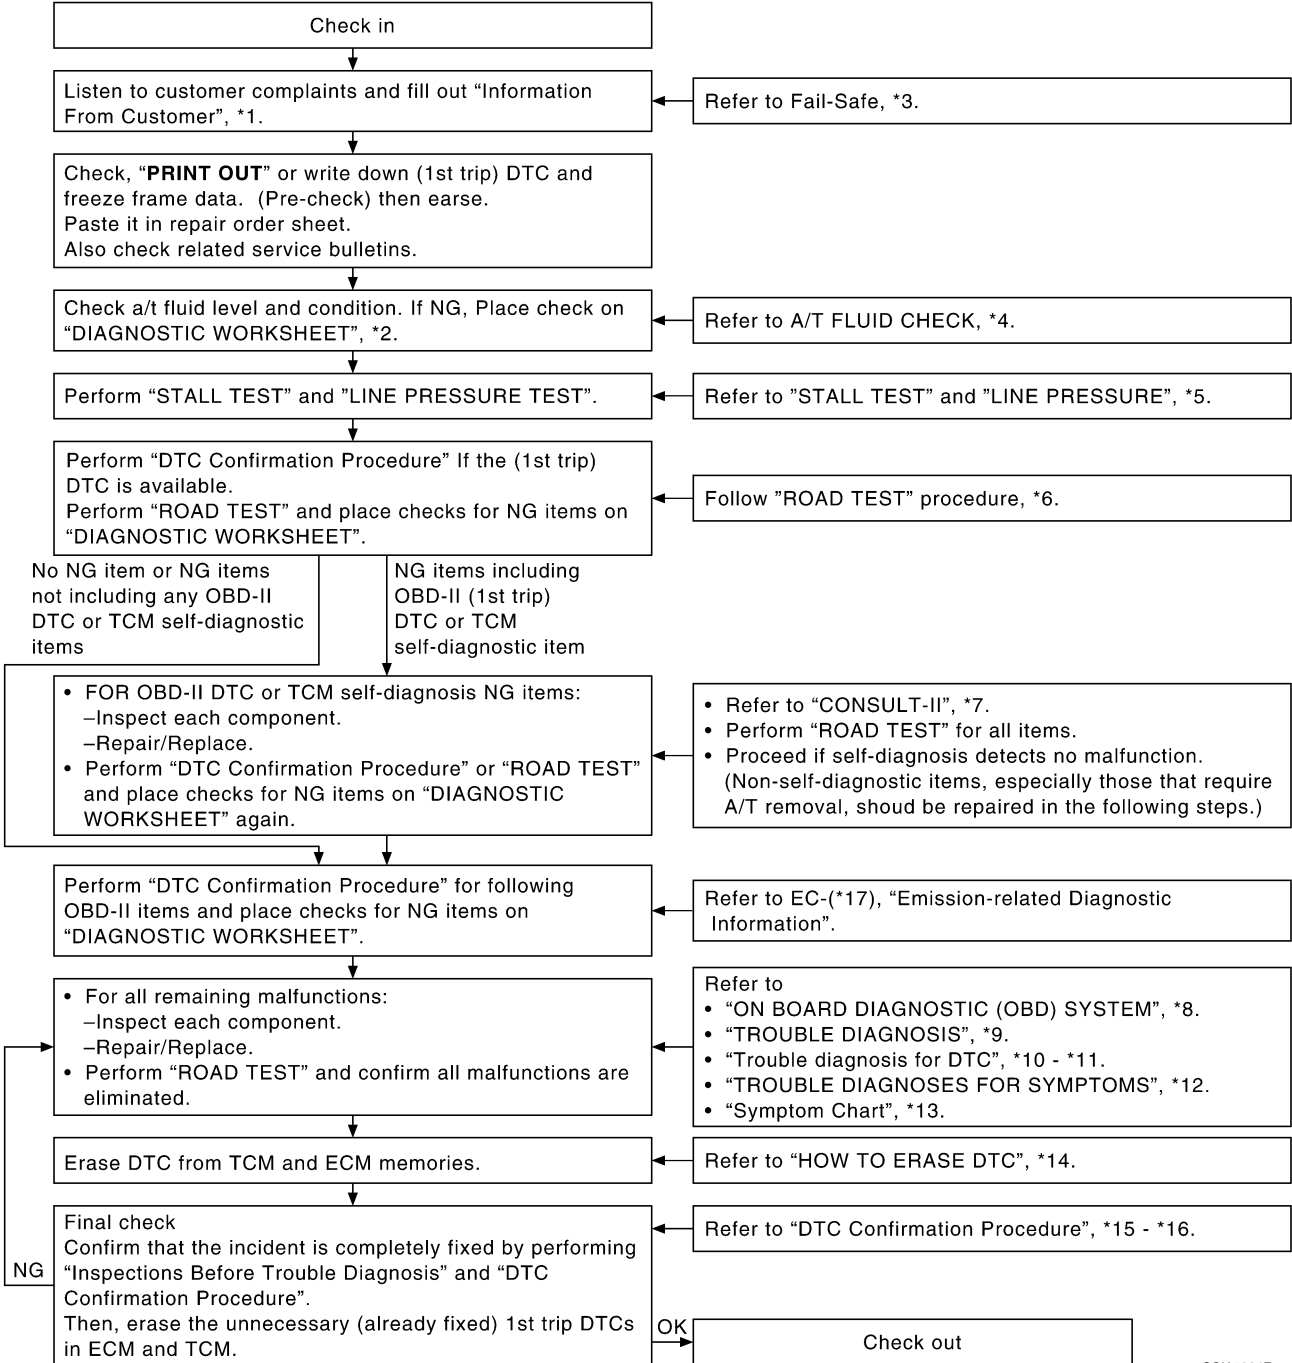 Check in
Listen to customer complaints and fill out “Information
From Customer”, *1.
Refer to Fail-Safe, *3.
Check, “PRINT OUT” or write down (1st trip) DTC and
freeze frame data. (Pre-check) then earse.
Paste it in repair order sheet.
Also check related service bulletins.
Check a/t fluid level and condition. If NG, Place check on
“DIAGNOSTIC WORKSHEET”, *2.
Refer to A/T FLUID CHECK, *4.
Perform “STALL TEST” and ”LINE PRESSURE TEST”.
Refer to ”STALL TEST” and ”LINE PRESSURE”, *5.
Perform “DTC Confirmation Procedure” If the (1st trip)
DTC is available.
Perform “ROAD TEST” and place checks for NG items on
“DIAGNOSTIC WORKSHEET”.
Follow ”ROAD TEST” procedure, *6.
No NG item or NG items
not including any OBD-II
DTC or TCM self-diagnostic
items
NG items including
OBD-II (1st trip)
DTC or TCM
self-diagnostic item
• FOR OBD-II DTC or TCM self-diagnosis NG items:
–Inspect each component.
–Repair/Replace.
• Perform “DTC Confirmation Procedure” or “ROAD TEST”
and place checks for NG items on “DIAGNOSTIC
WORKSHEET” again.
• Refer to “CONSULT-II”, *7.
• Perform “ROAD TEST” for all items.
• Proceed if self-diagnosis detects no malfunction.
(Non-self-diagnostic items, especially those that require
A/T removal, shoud be repaired in the following steps.)
Perform “DTC Confirmation Procedure” for following
OBD-II items and place checks for NG items on
“DIAGNOSTIC WORKSHEET”.
Refer to EC-(*17), “Emission-related Diagnostic
Information”.
• For all remaining malfunctions:
–Inspect each component.
–Repair/Replace.
• Perform “ROAD TEST” and confirm all malfunctions are
eliminated.
Refer to
• “ON BOARD DIAGNOSTIC (OBD) SYSTEM”, *8.
• “TROUBLE DIAGNOSIS”, *9.
• “Trouble diagnosis for DTC”, *10 - *11.
• “TROUBLE DIAGNOSES FOR SYMPTOMS”, *12.
• “Symptom Chart”, *13.
Erase DTC from TCM and ECM memories.
Refer to “HOW TO ERASE DTC”, *14.
Final check
Confirm that the incident is completely fixed by performing
“Inspections Before Trouble Diagnosis” and “DTC
Confirmation Procedure”.
Then, erase the unnecessary (already fixed) 1st trip DTCs
in ECM and TCM.
Refer to “DTC Confirmation Procedure”, *15 - *16.
NG
OK
Check out